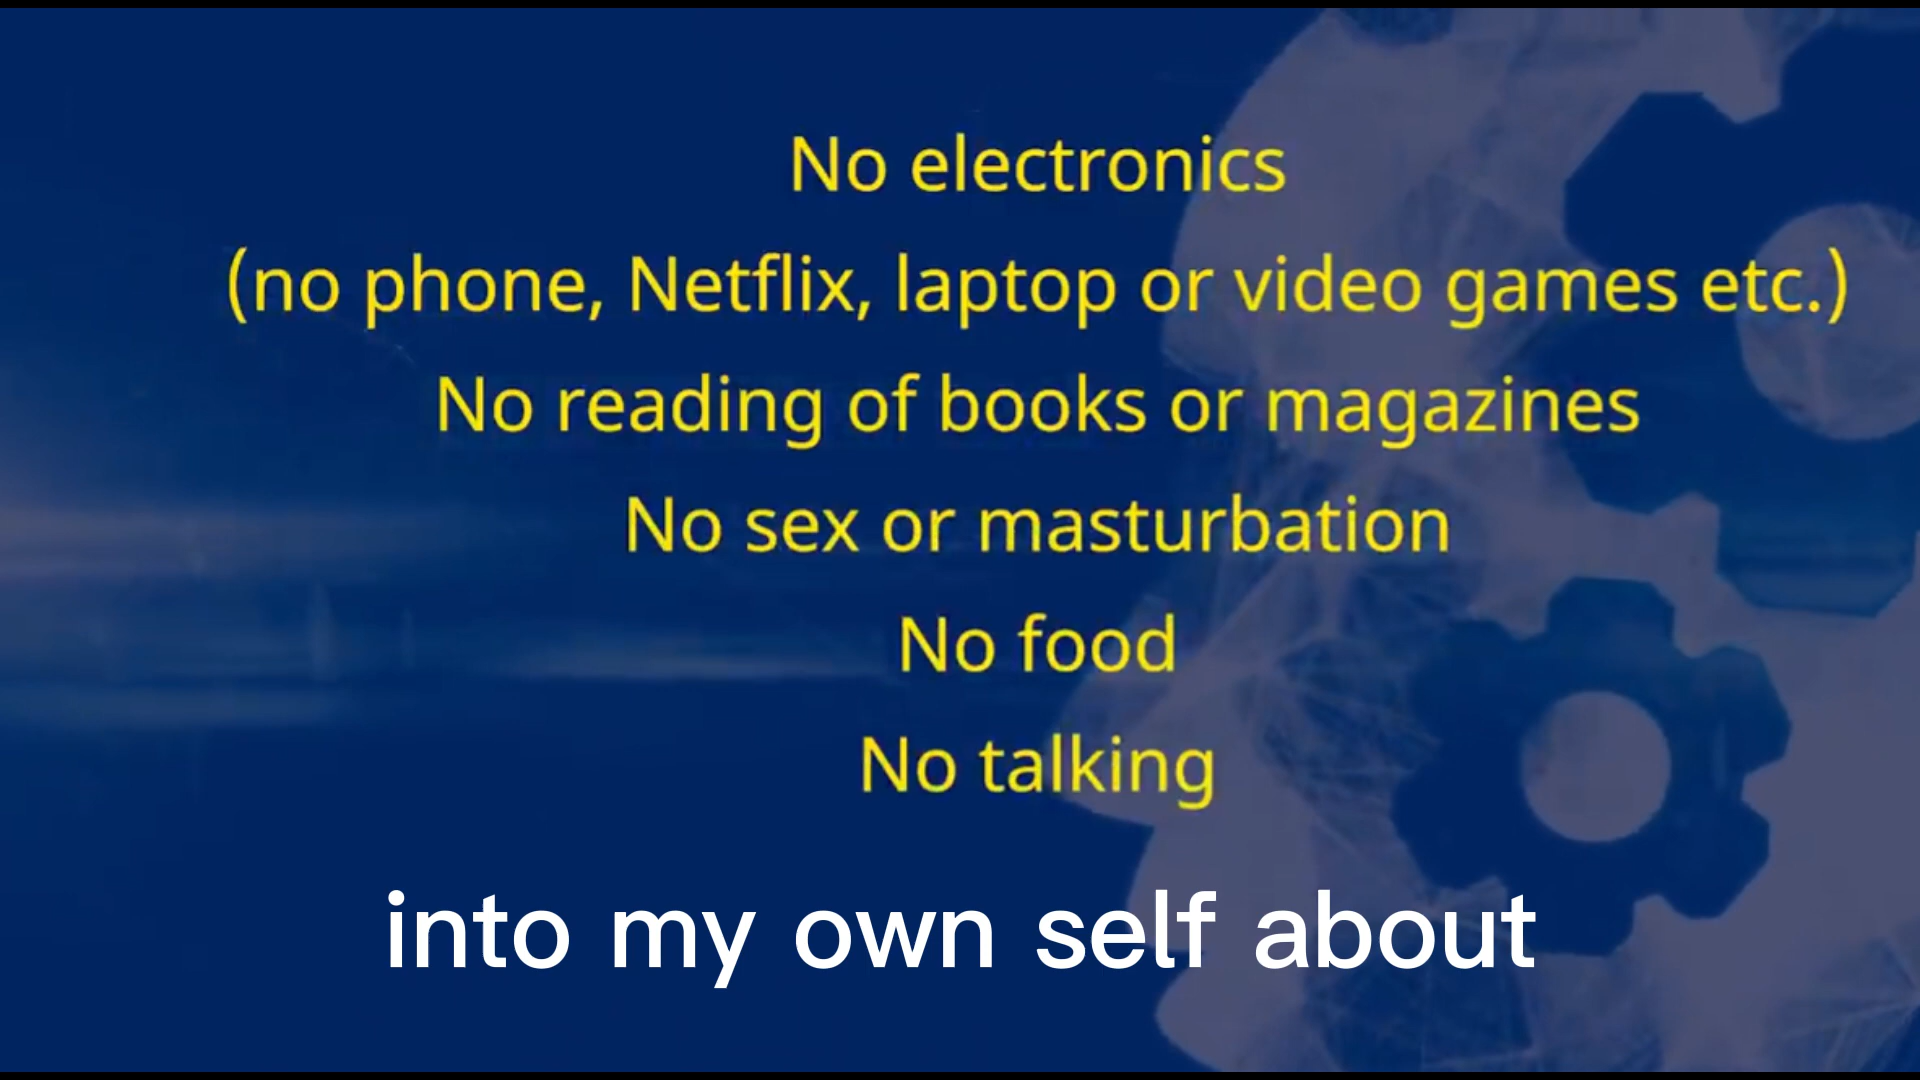 No electronics
(no phone, Netflix, laptop or video games etc.)
No reading of books or magazines
No sex or masturbation
No food
No talking
into my own self about